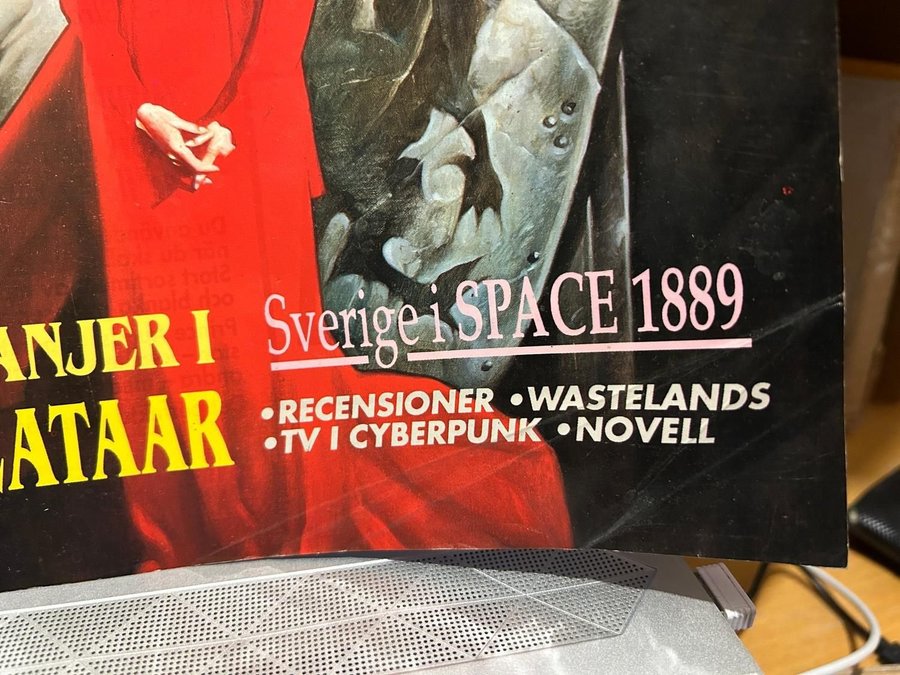 ANJER I
LATAAR
Sverige i SPACE 1889
•RECENSIONER •WASTELANDS
•TV I CYBERPUNK •NOVELL